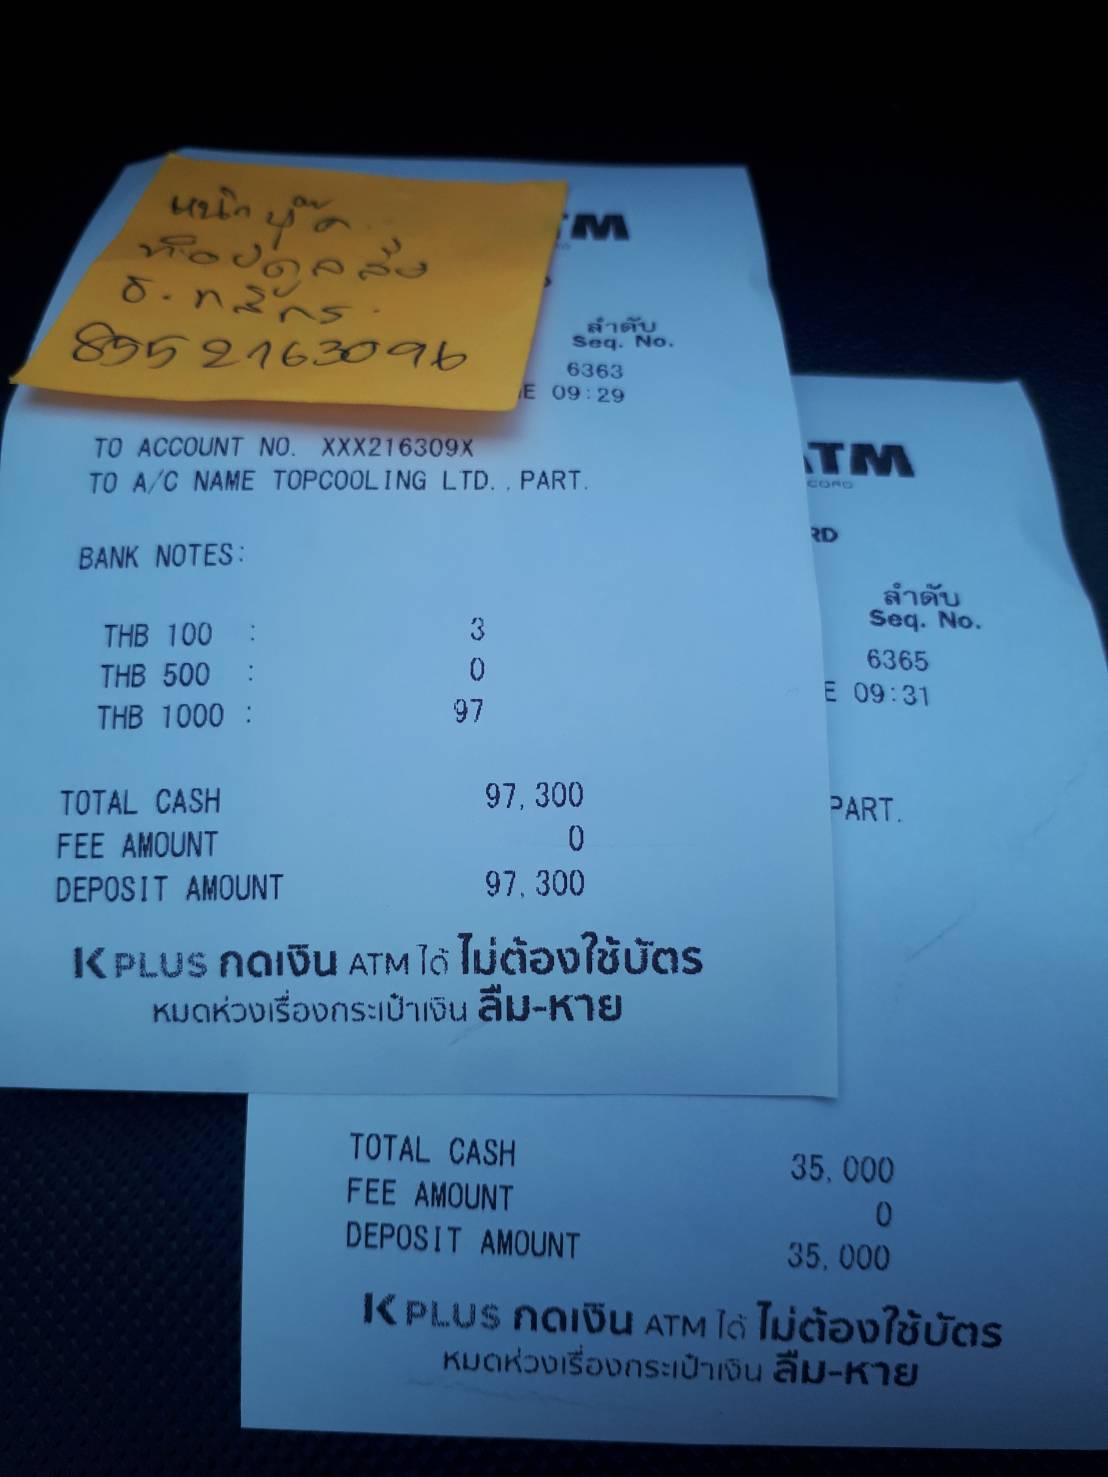 ท๊อปคูลลิ่ง
ธ.กสิกร.
8552163096
TM
ลำดับ
Seq. No.
6363
E 09:29
TO ACCOUNT NO. XXX216309X
TO A/C NAME TOPCOOLING LTD.,PART.
BANK NOTES:
THB 100 : 3
THB 500 : 0
THB 1000 : 97
TOTAL CASH 97,300
FEE AMOUNT 0
DEPOSIT AMOUNT 97,300
K PLUS กดเงิน ATM ได้ ไม่ต้องใช้บัตร
หมดห่วงเรื่องกระเป๋าเงิน ลืม-หาย
ATM
CORD
RD
ลำดับ
Seq. No.
6365
E 09:31
PART.
TOTAL CASH 35,000
FEE AMOUNT 0
DEPOSIT AMOUNT 35,000
K PLUS กดเงิน ATM ได้ ไม่ต้องใช้บัตร
หมดห่วงเรื่องกระเป๋าเงิน ลืม-หาย